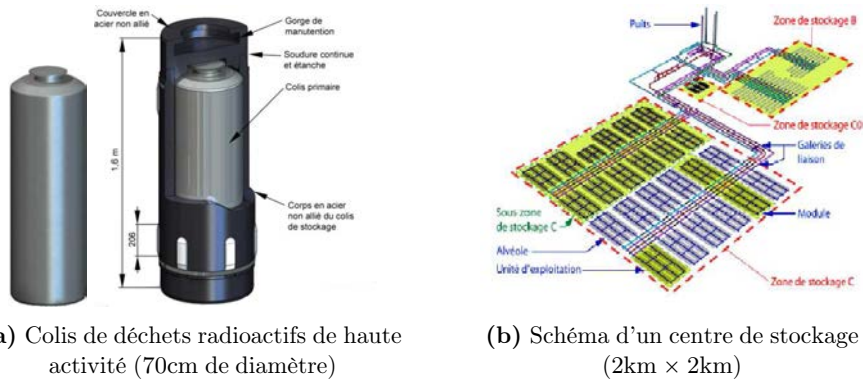 Couvercle en
acier non allié
Gorge de
manutention
Soudure continue
et étanche
Colis primaire
1,6 m
206
Corps en acier
non allié du colis
de stockage
Puits
Zone de stockage B
Zone de stockage C0
Galeries de
liaison
Sous zone
de stockage C
Module
Alvéole
Unité d'exploitation
Zone de stockage C
a) Colis de déchets radioactifs de haute
activité (70cm de diamètre)
(b) Schéma d'un centre de stockage
(2km × 2km)